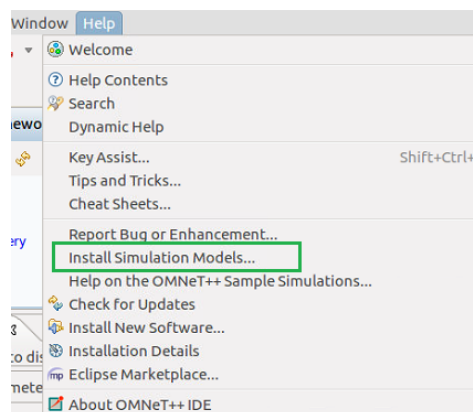 Window Help
Welcome
Help Contents
Search
Dynamic Help
Key Assist... Shift+Ctrl+
Tips and Tricks...
Cheat Sheets...
Report Bug or Enhancement...
Install Simulation Models...
Help on the OMNeT++ Sample Simulations...
Check for Updates
Install New Software...
Installation Details
Eclipse Marketplace...
About OMNeT++ IDE